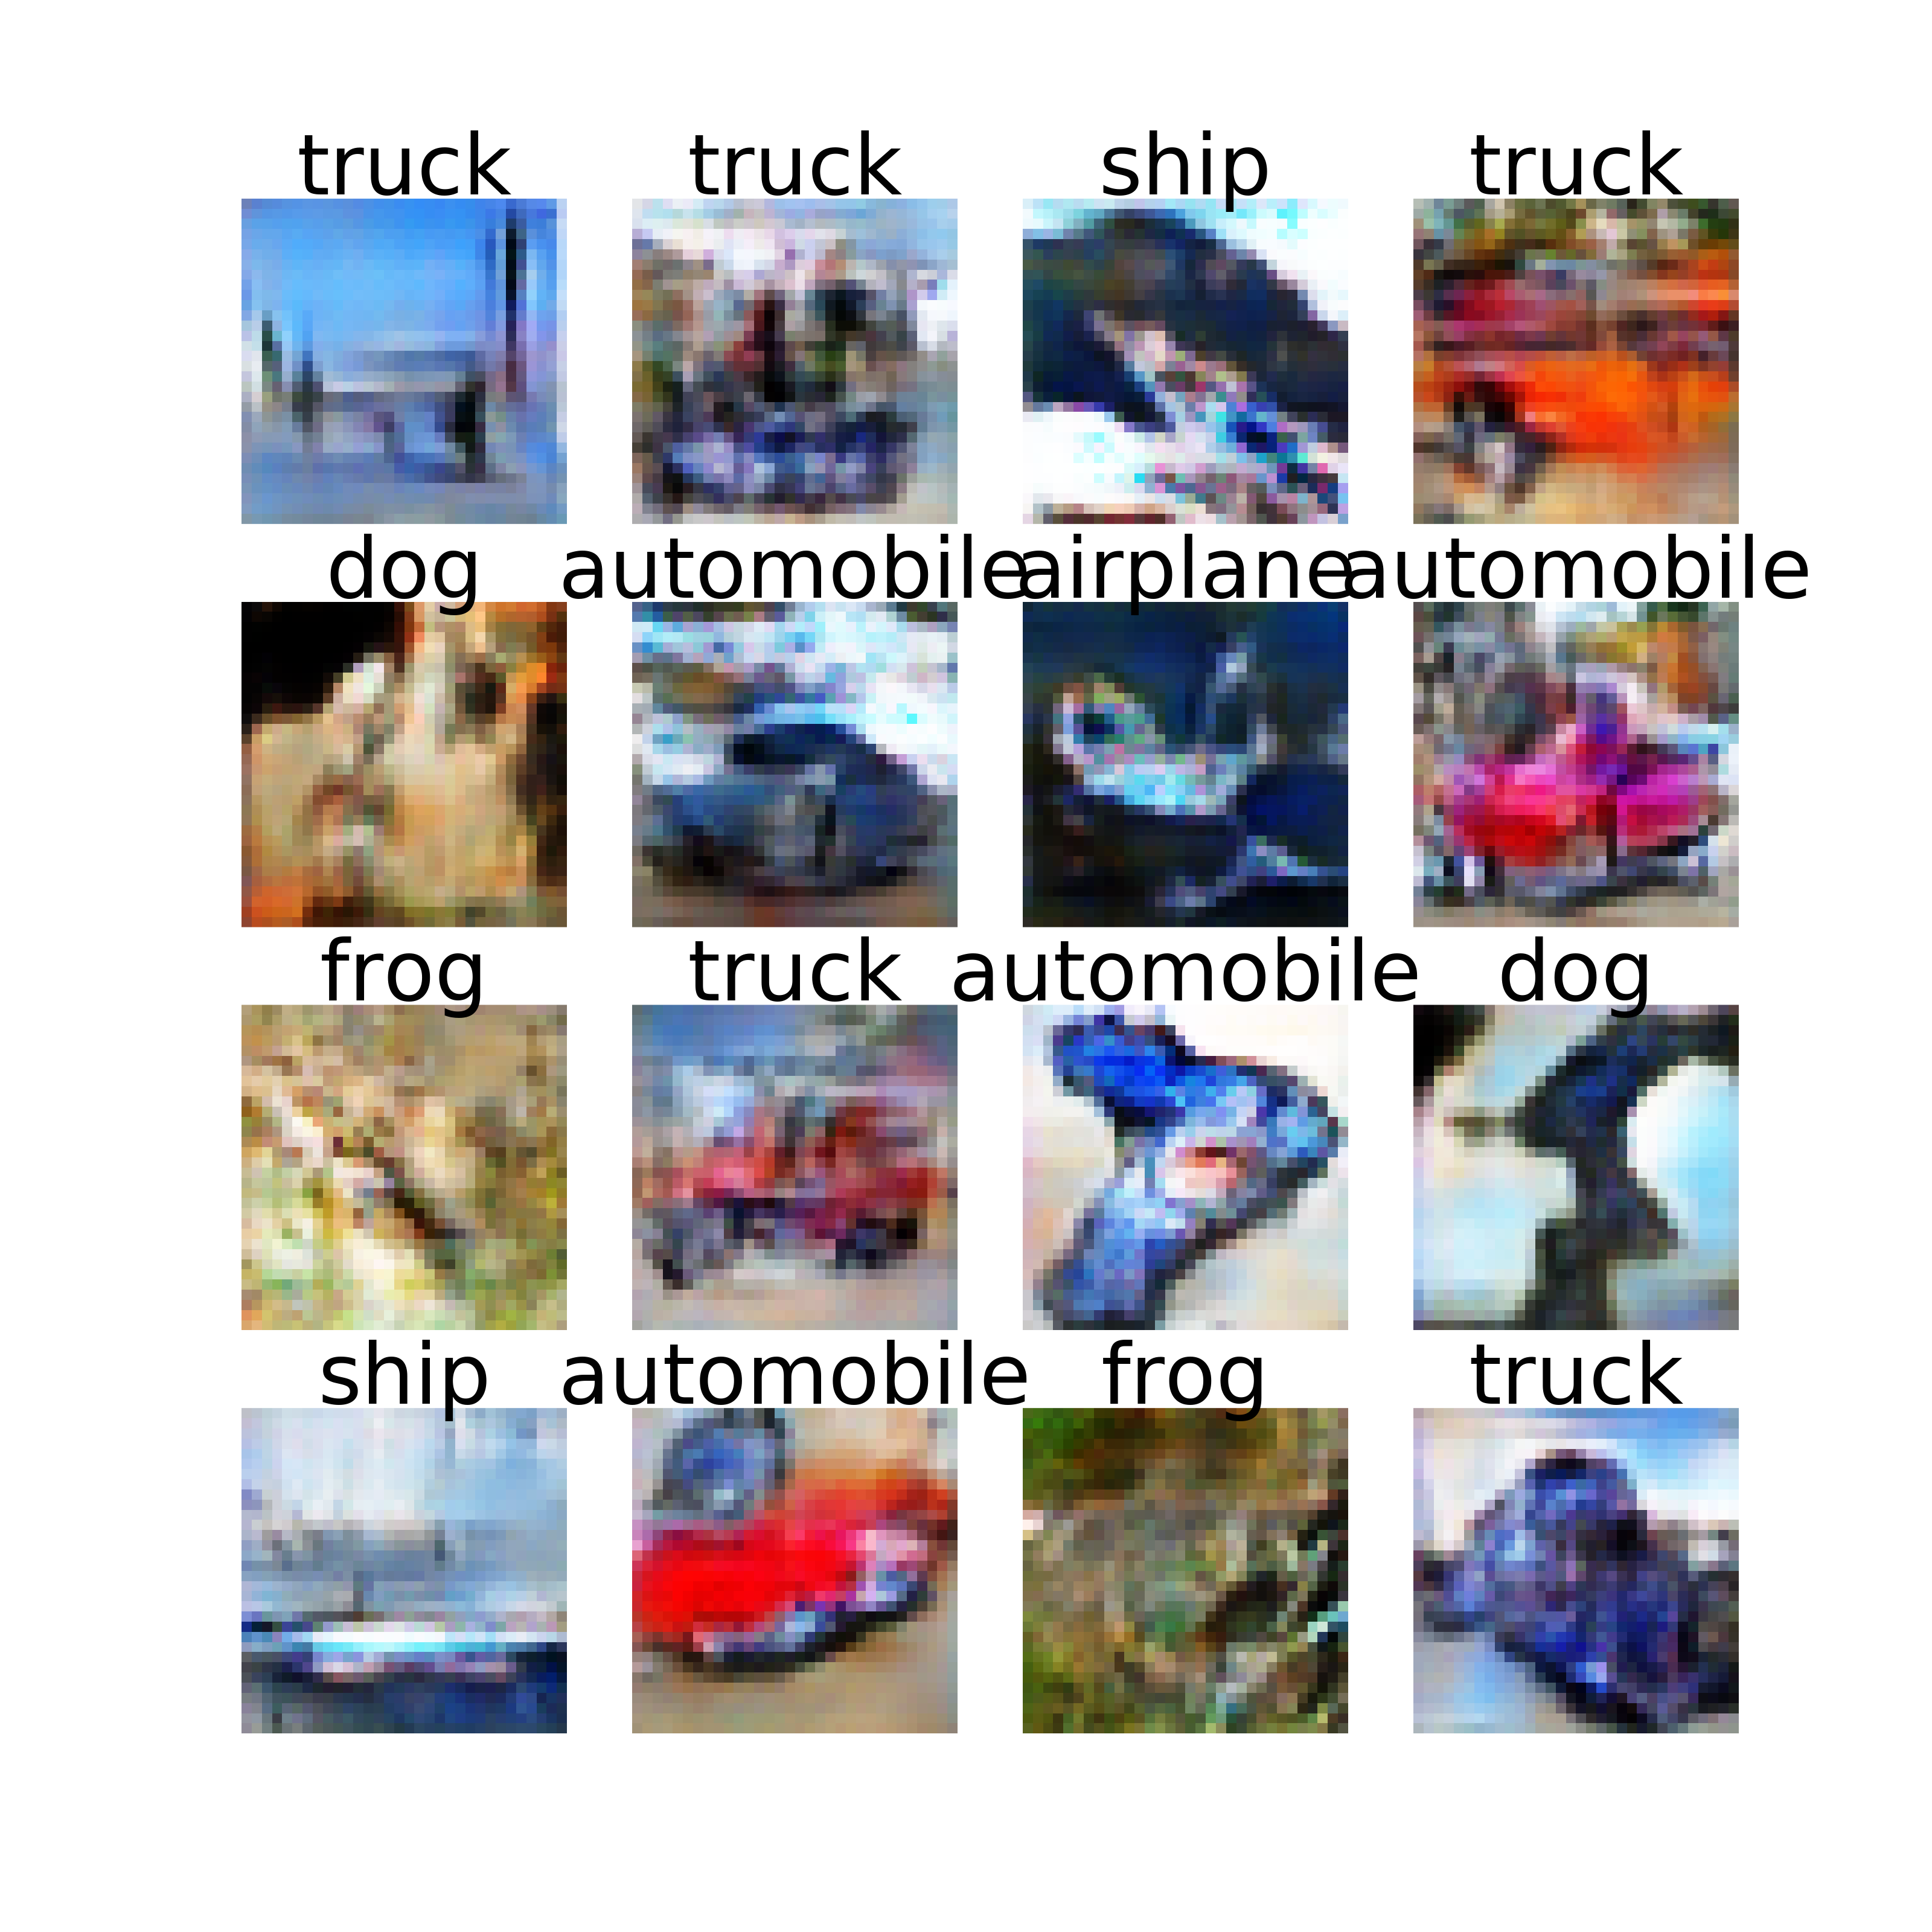 truck truck ship truck
dog automobile airplane automobile
frog truck automobile dog
ship automobile frog truck